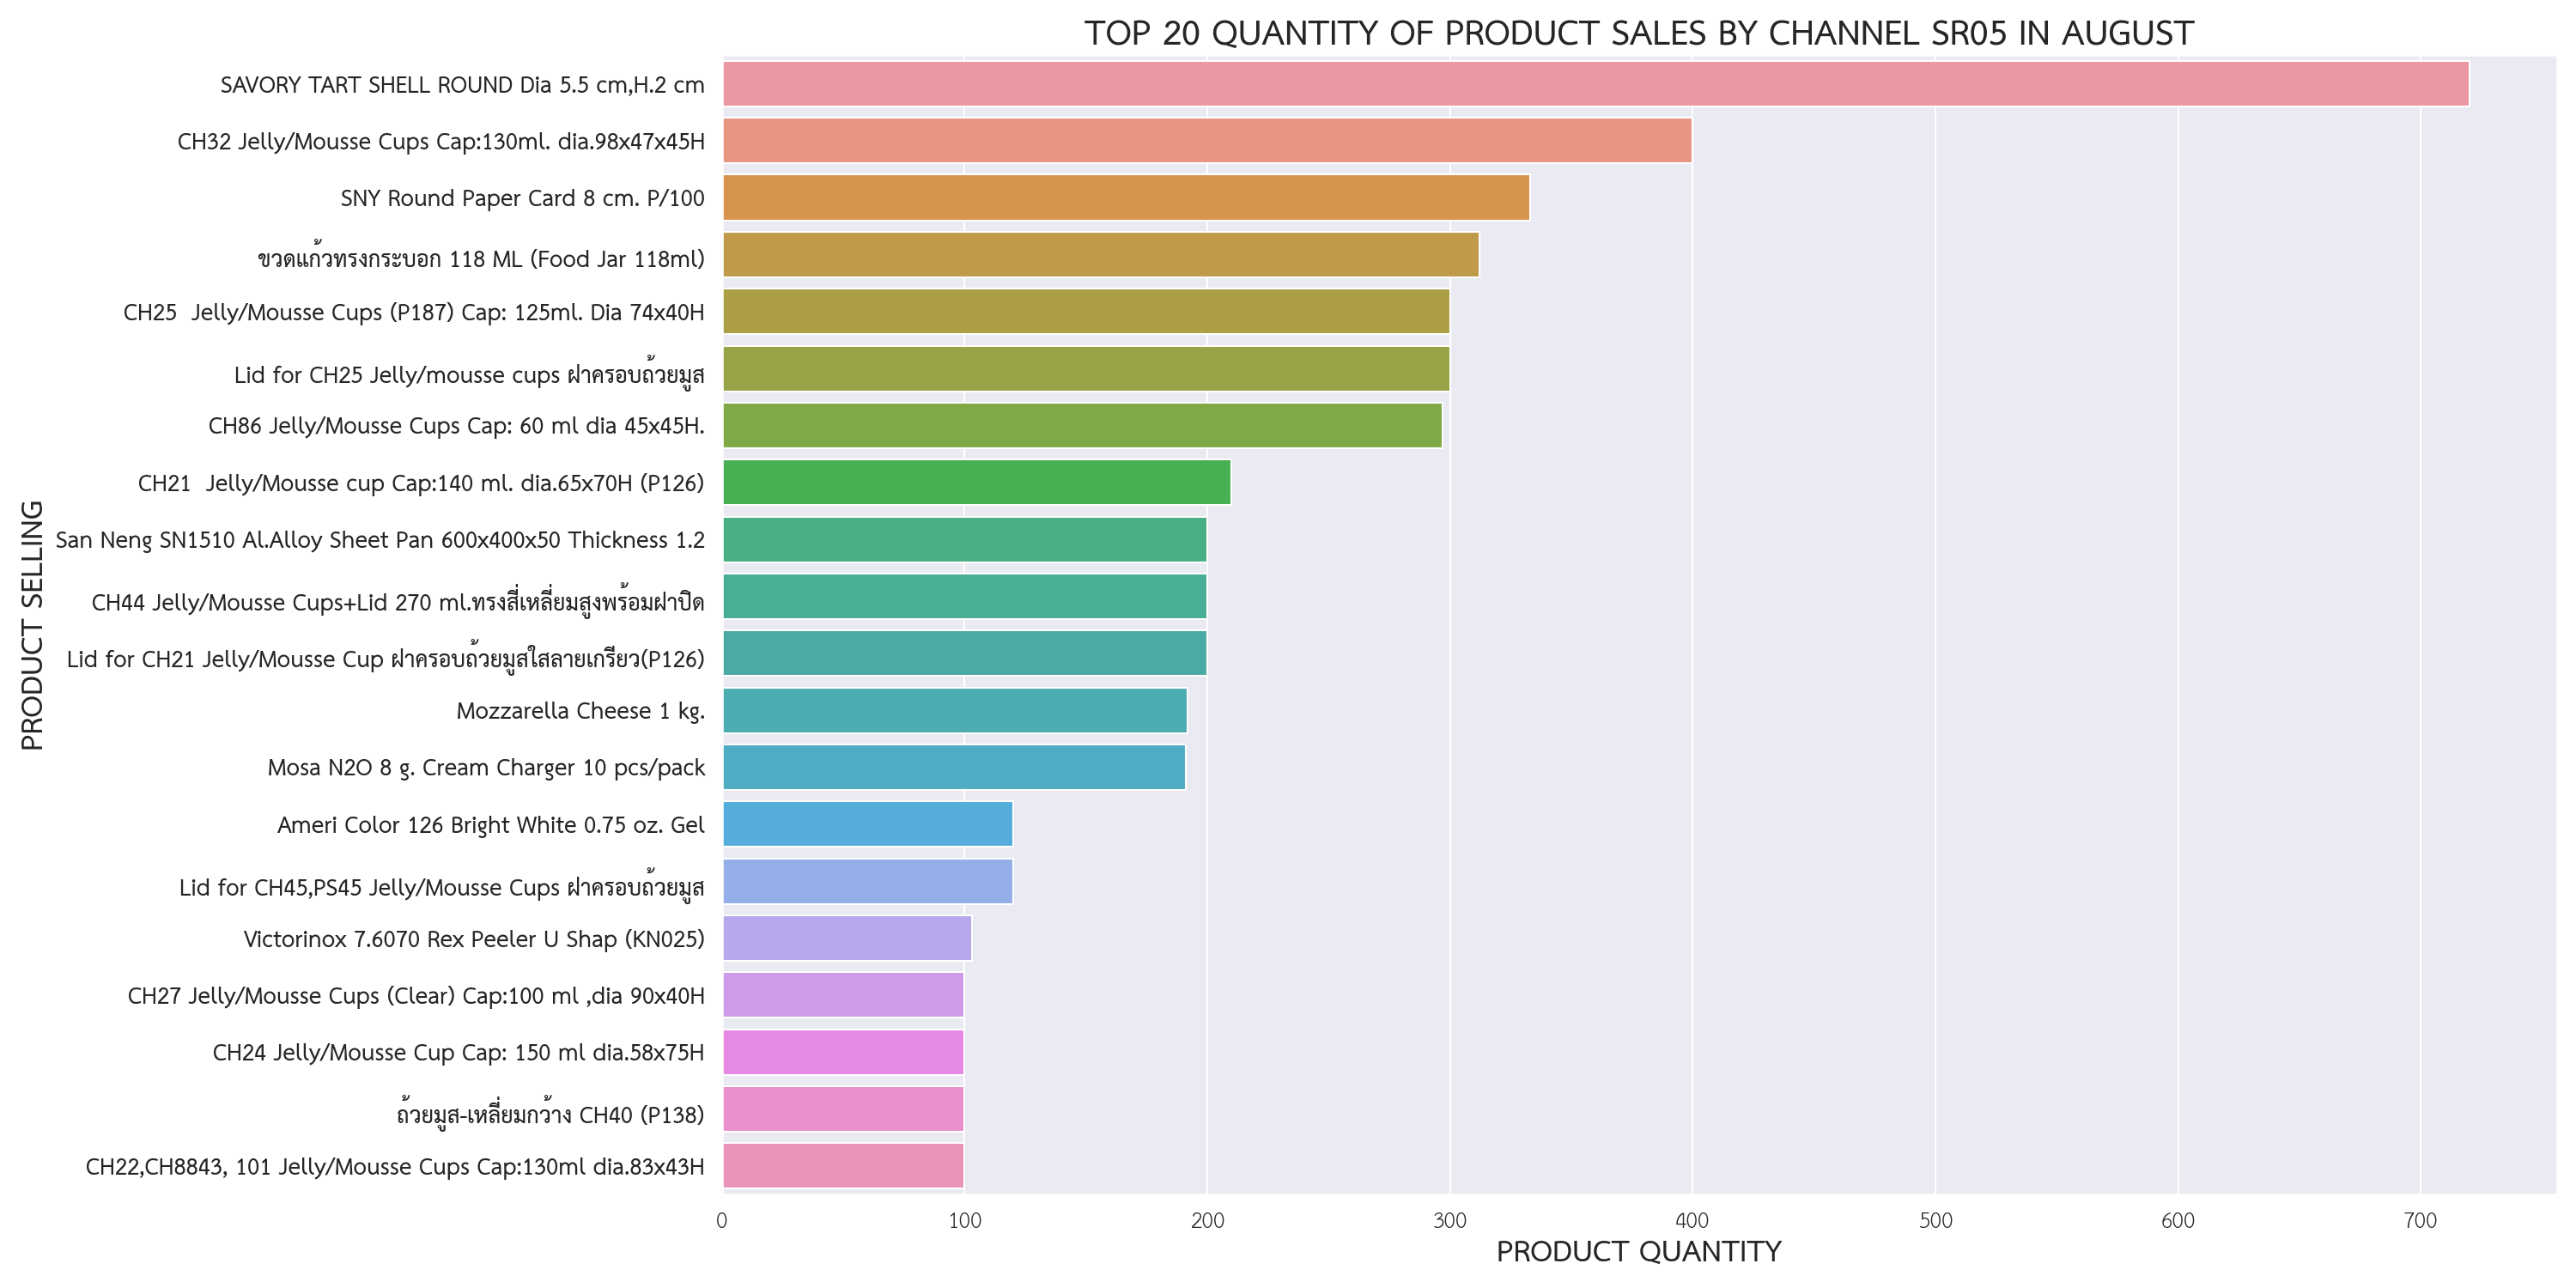 TOP 20 QUANTITY OF PRODUCT SALES BY CHANNEL SR05 IN AUGUST
PRODUCT SELLING
SAVORY TART SHELL ROUND Dia 5.5 cm,H.2 cm
CH32 Jelly/Mousse Cups Cap:130ml. dia.98x47x45H
SNY Round Paper Card 8 cm. P/100
ขวดแก้วทรงกระบอก 118 ML (Food Jar 118ml)
CH25  Jelly/Mousse Cups (P187) Cap: 125ml. Dia 74x40H
Lid for CH25 Jelly/mousse cups ฝาครอบถ้วยมูส
CH86 Jelly/Mousse Cups Cap: 60 ml dia 45x45H.
CH21  Jelly/Mousse cup Cap:140 ml. dia.65x70H (P126)
San Neng SN1510 Al.Alloy Sheet Pan 600x400x50 Thickness 1.2
CH44 Jelly/Mousse Cups+Lid 270 ml.ทรงสี่เหลี่ยมสูงพร้อมฝาปิด
Lid for CH21 Jelly/Mousse Cup ฝาครอบถ้วยมูสใสลายเกรียว(P126)
Mozzarella Cheese 1 kg.
Mosa N2O 8 g. Cream Charger 10 pcs/pack
Ameri Color 126 Bright White 0.75 oz. Gel
Lid for CH45,PS45 Jelly/Mousse Cups ฝาครอบถ้วยมูส
Victorinox 7.6070 Rex Peeler U Shap (KN025)
CH27 Jelly/Mousse Cups (Clear) Cap:100 ml ,dia 90x40H
CH24 Jelly/Mousse Cup Cap: 150 ml dia.58x75H
ถ้วยมูส-เหลี่ยมกว้าง CH40 (P138)
CH22,CH8843, 101 Jelly/Mousse Cups Cap:130ml dia.83x43H
0 100 200 300 400 500 600 700
PRODUCT QUANTITY